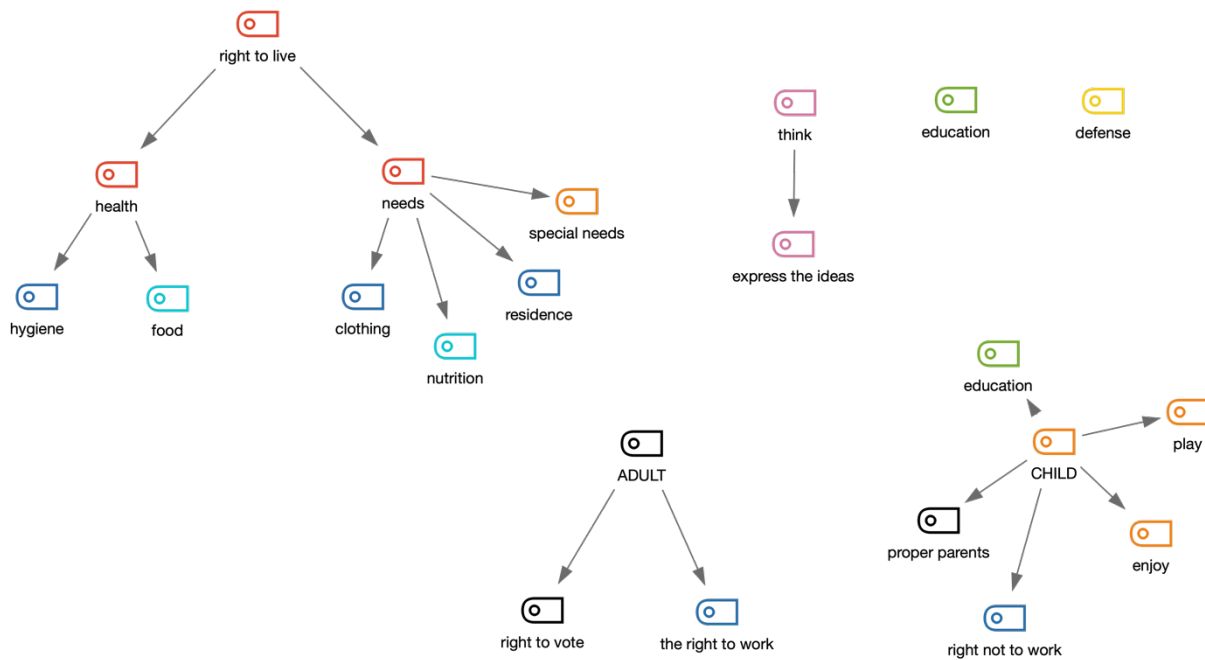 right to live
think
education
defense
health
needs
special needs
express the ideas
hygiene
food
clothing
residence
nutrition
education
play
ADULT
CHILD
proper parents
enjoy
right to vote
the right to work
right not to work